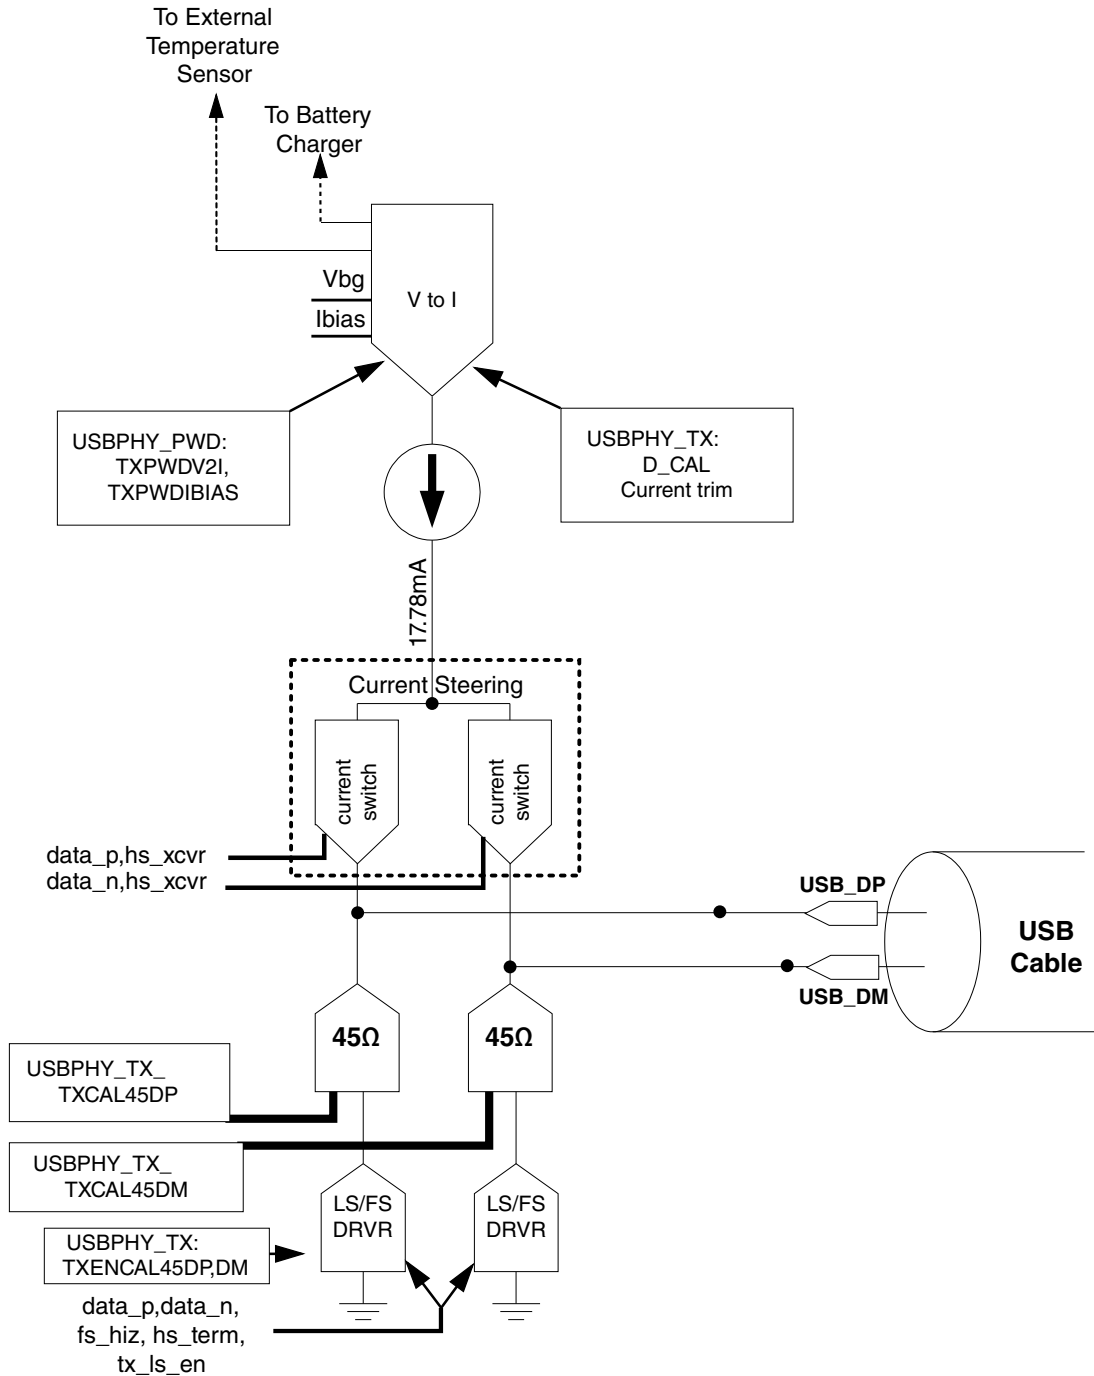 To External
Temperature
Sensor
To Battery
Charger
Vbg
Ibias
V to I
USBPHY_PWD:
TXPWDV2I,
TXPWDIBIAS
USBPHY_TX:
D_CAL
Current trim
17.78mA
Current Steering
current
switch
current
switch
data_p,hs_xcvr
data_n,hs_xcvr
USB_DP
USB_DM
USB
Cable
45Ω
45Ω
USBPHY_TX_
TXCAL45DP
USBPHY_TX_
TXCAL45DM
LS/FS
DRVR
LS/FS
DRVR
USBPHY_TX:
TXENCAL45DP,DM
data_p,data_n,
fs_hiz, hs_term,
tx_ls_en